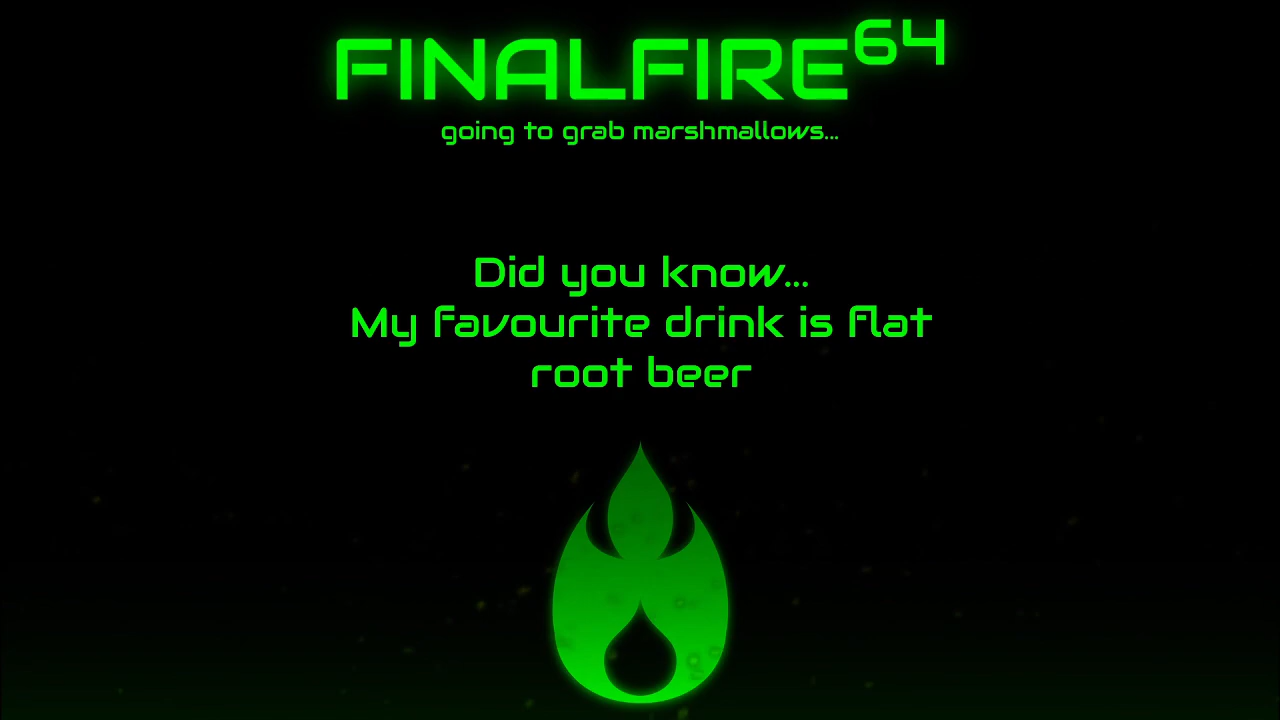 FINALFIRE64
going to grab marshmallows...
Did you know...
My favourite drink is flat
root beer